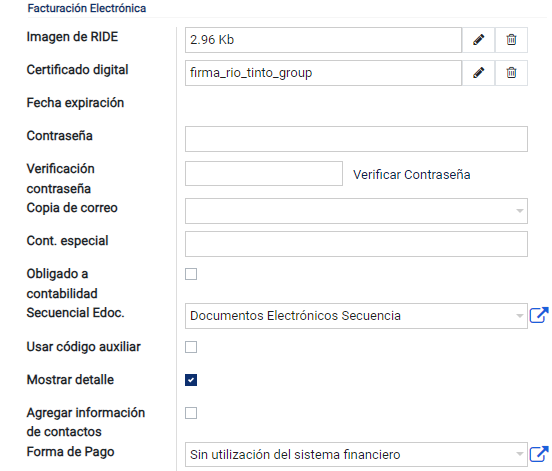 Facturación Electrónica
Imagen de RIDE
2.96 Kb
Certificado digital
firma_rio_tinto_group
Fecha expiración
Contraseña
Verificación
contraseña
Verificar Contraseña
Copia de correo
Cont. especial
Obligado a
contabilidad
Secuencial Edoc.
Documentos Electrónicos Secuencia
Usar código auxiliar
Mostrar detalle
Agregar información
de contactos
Forma de Pago
Sin utilización del sistema financiero